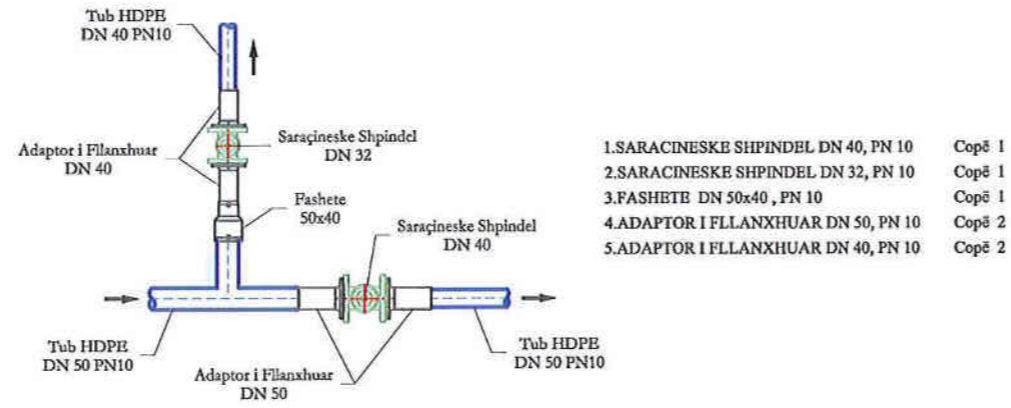 Tub HDPE
DN 40 PN10
Adaptor i Fllanxhuar
DN 40
Saraçineske Shpindel
DN 32
Fashete
50x40
Saraçineske Shpindel
DN 40
Tub HDPE
DN 50 PN10
Adaptor i Fllanxhuar
DN 50
Tub HDPE
DN 50 PN10
1.SARACINESKE SHPINDEL DN 40, PN 10 Copë 1
2.SARACINESKE SHPINDEL DN 32, PN 10 Copë 1
3.FASHETE DN 50x40 , PN 10 Copë 1
4.ADAPTOR I FLLANXHUAR DN 50, PN 10 Copë 2
5.ADAPTOR I FLLANXHUAR DN 40, PN 10 Copë 2